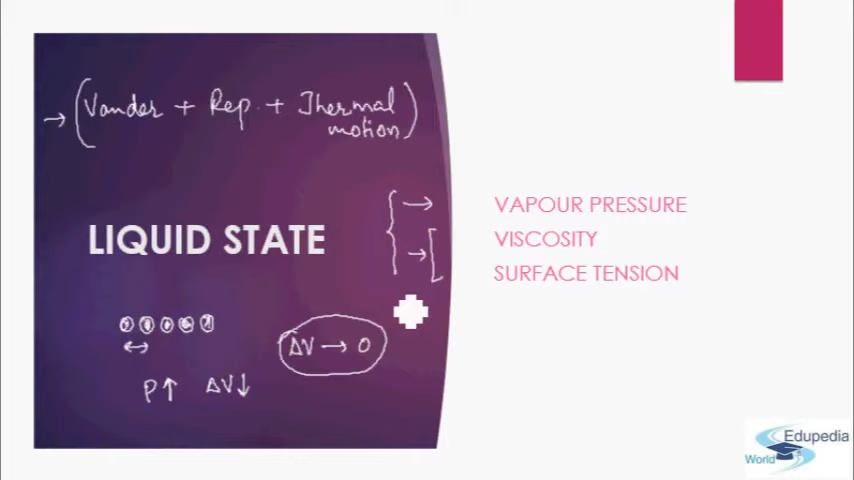 → (Vander + Rep. + Thermal
motion)
LIQUID STATE
VAPOUR PRESSURE
VISCOSITY
SURFACE TENSION
ΔV → 0
P↑ ΔV↓
Edupedia
World